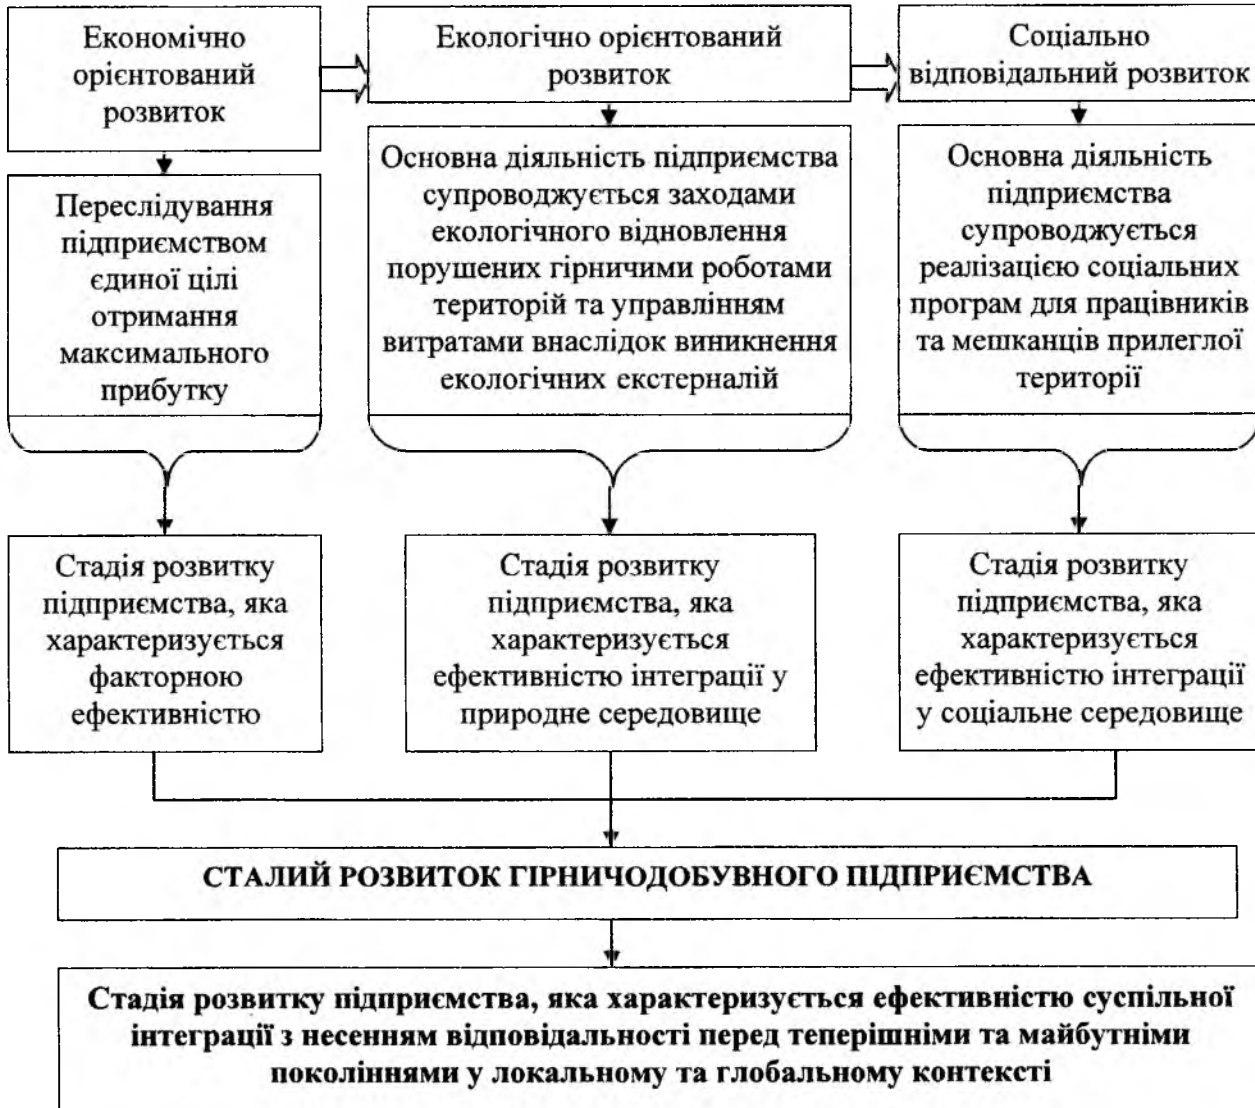 Економічно
орієнтований
розвиток
Екологічно орієнтований
розвиток
Соціально
відповідальний розвиток
Переслідування
підприємством
єдиної цілі
отримання
максимального
прибутку
Основна діяльність підприємства
супроводжується заходами
екологічного відновлення
порушених гірничими роботами
територій та управлінням
витратами внаслідок виникнення
екологічних екстерналій
Основна діяльність
підприємства
супроводжується
реалізацією соціальних
програм для працівників
та мешканців прилеглої
території
Стадія розвитку
підприємства, яка
характеризується
факторною
ефективністю
Стадія розвитку
підприємства, яка
характеризується
ефективністю інтеграції у
природне середовище
Стадія розвитку
підприємства, яка
характеризується
ефективністю інтеграції
у соціальне середовище
СТАЛИЙ РОЗВИТОК ГІРНИЧОДОБУВНОГО ПІДПРИЄМСТВА
Стадія розвитку підприємства, яка характеризується ефективністю суспільної
інтеграції з несенням відповідальності перед теперішніми та майбутніми
поколіннями у локальному та глобальному контексті